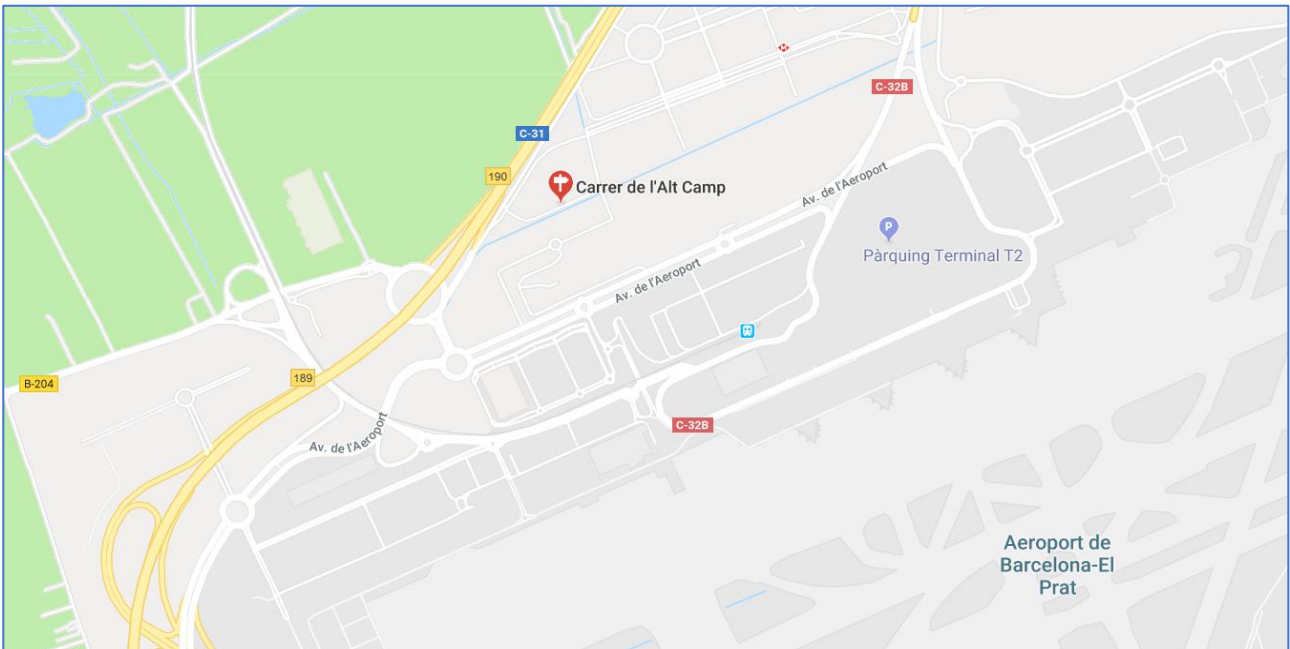 M
C-32B
C-31
190
Carrer de l'Alt Camp
Av. de l'Aeroport
P
Pàrquing Terminal T2
Av. de l'Aeroport
189
B-204
C-32B
Av. de l'Aeroport
Aeroport de
Barcelona-El
Prat